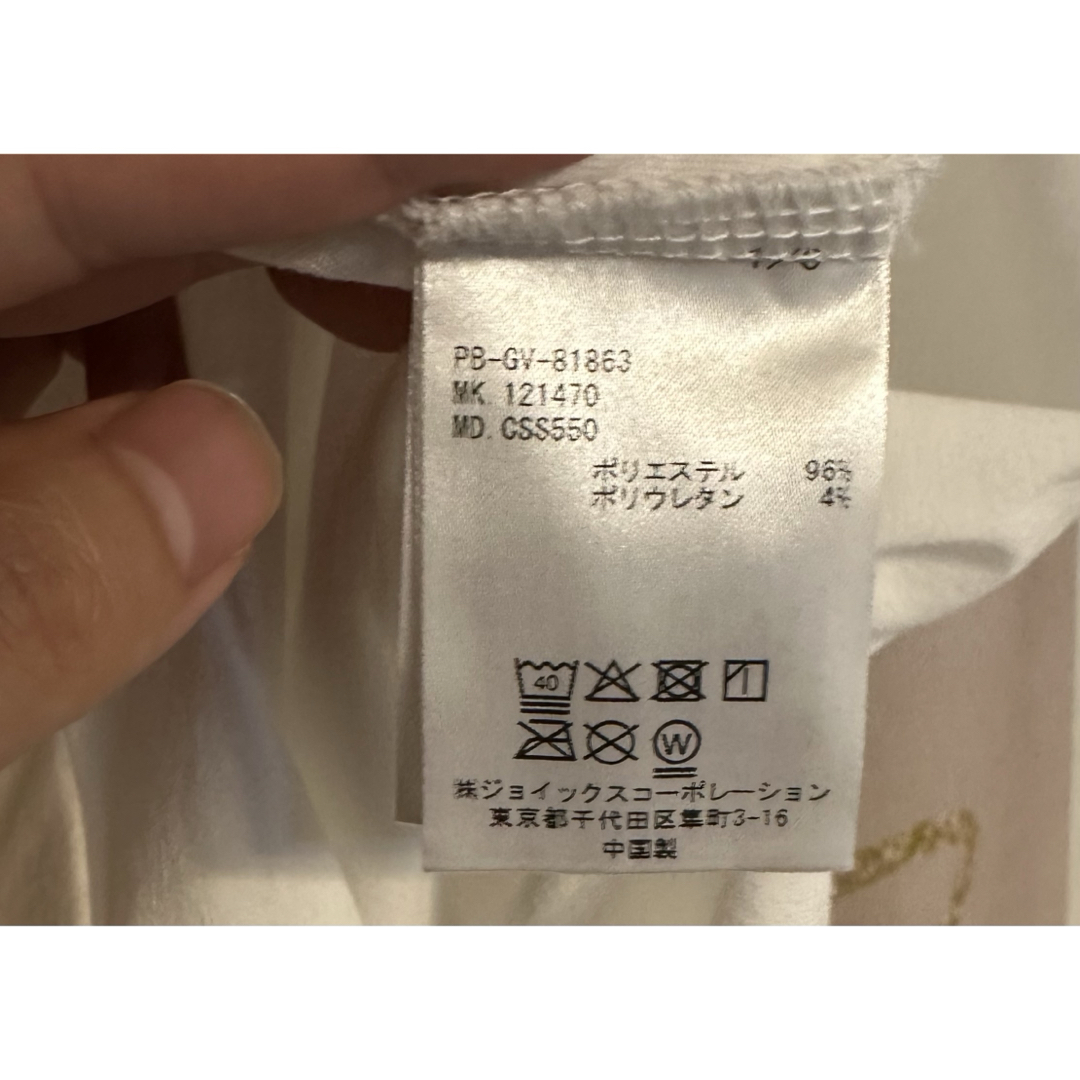 PB-GV-81863
MK. 121470
MD. CSS550
ポリエステル 96%
ポリウレタン 4%
40
W
㈱ジョイックスコーポレーション
東京都千代田区隼町3-16
中国製